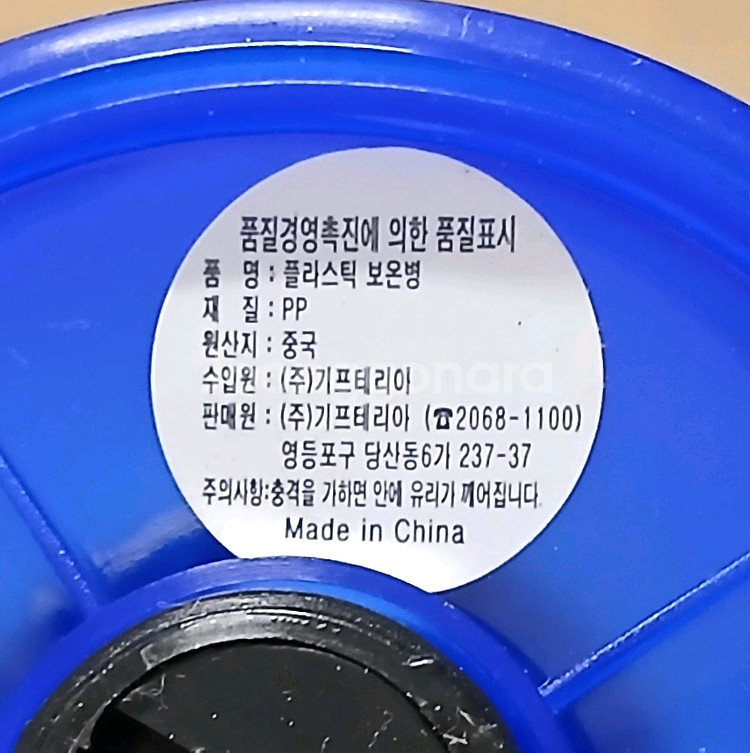 품질경영촉진에 의한 품질표시
품 명 : 플라스틱 보온병
재 질 : PP
원산지 : 중국
수입원 : (주)기프테리아
판매원 : (주)기프테리아 (☎2068-1100)
영등포구 당산동6가 237-37
주의사항:충격을 가하면 안에 유리가 깨어집니다.
Made in China